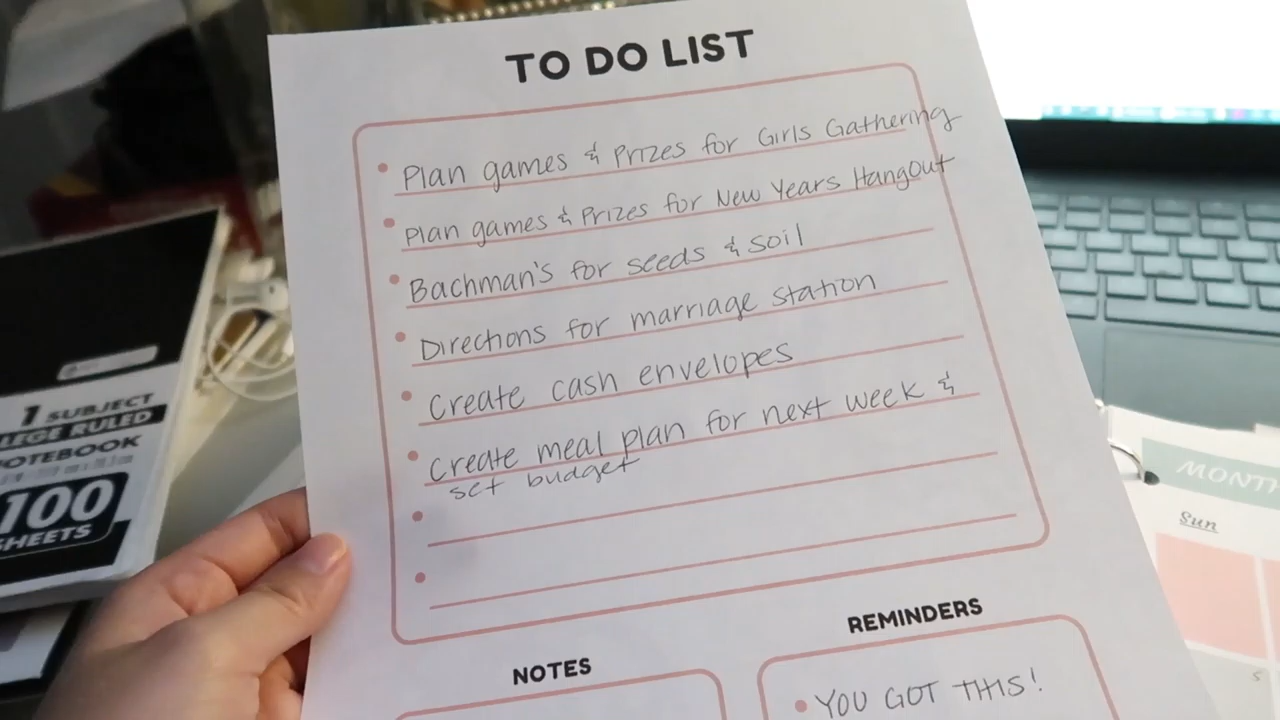 TO DO LIST
Plan games & Prizes for Girls Gathering
Plan games & Prizes for New Years HangOut
Bachman's for seeds & soil
Directions for marriage station
Create cash envelopes
Create meal plan for next week &
set budget
NOTES
REMINDERS
YOU GOT THIS!
1 SUBJECT
LEGE RULED
OTEBOOK
100
SHEETS
MONTH
Sun
5